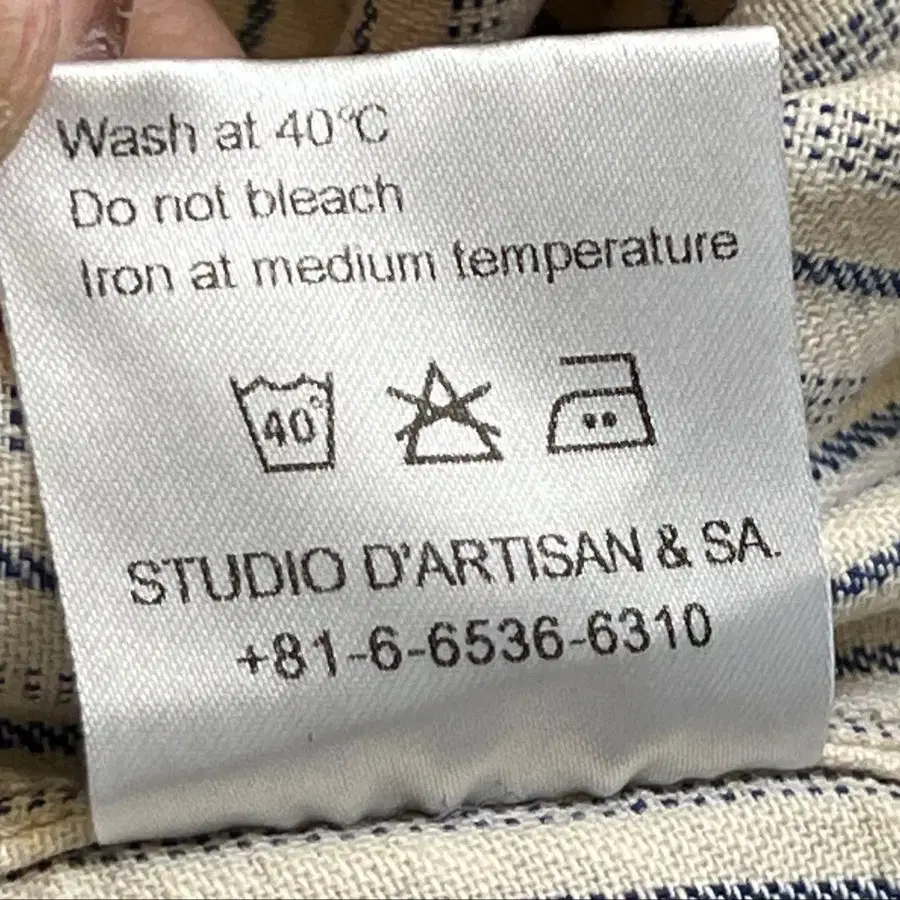 Wash at 40°C
Do not bleach
Iron at medium temperature
40°
STUDIO D'ARTISAN & SA.
+81-6-6536-6310